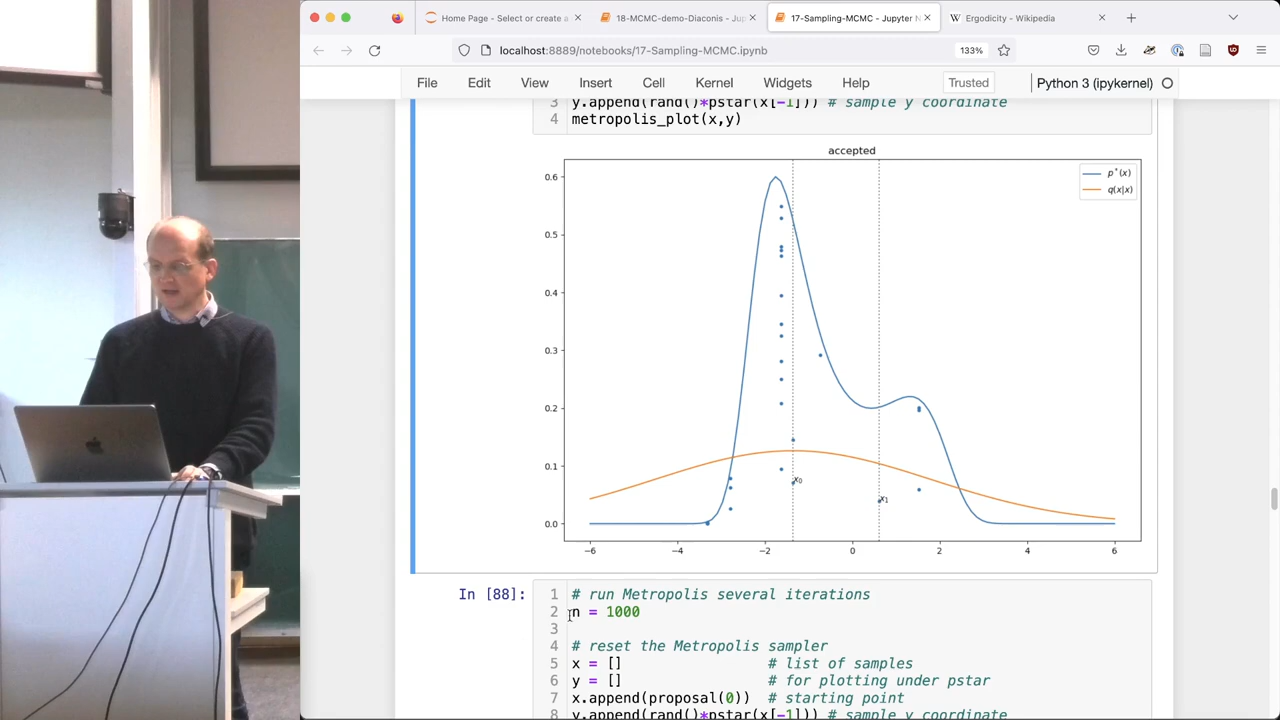 Home Page - Select or create a
18-MCMC-demo-Diaconis - Jup
17-Sampling-MCMC - Jupyter N
W Ergodicity - Wikipedia
localhost:8889/notebooks/17-Sampling-MCMC.ipynb
133%
File Edit View Insert Cell Kernel Widgets Help
Trusted
Python 3 (ipykernel)
3 y.append(rand()*pstar(x[-1])) # sample y coordinate
4 metropolis_plot(x,y)
accepted
p*(x)
q(x|x)
0.6
0.5
0.4
0.3
0.2
0.1
0.0
x₀
x₁
−6 −4 −2 0 2 4 6
In [88]:
1 # run Metropolis several iterations
2 n = 1000
3
4 # reset the Metropolis sampler
5 x = [] # list of samples
6 y = [] # for plotting under pstar
7 x.append(proposal(0)) # starting point
8 y.append(rand()*pstar(x[-1])) # sample y coordinate